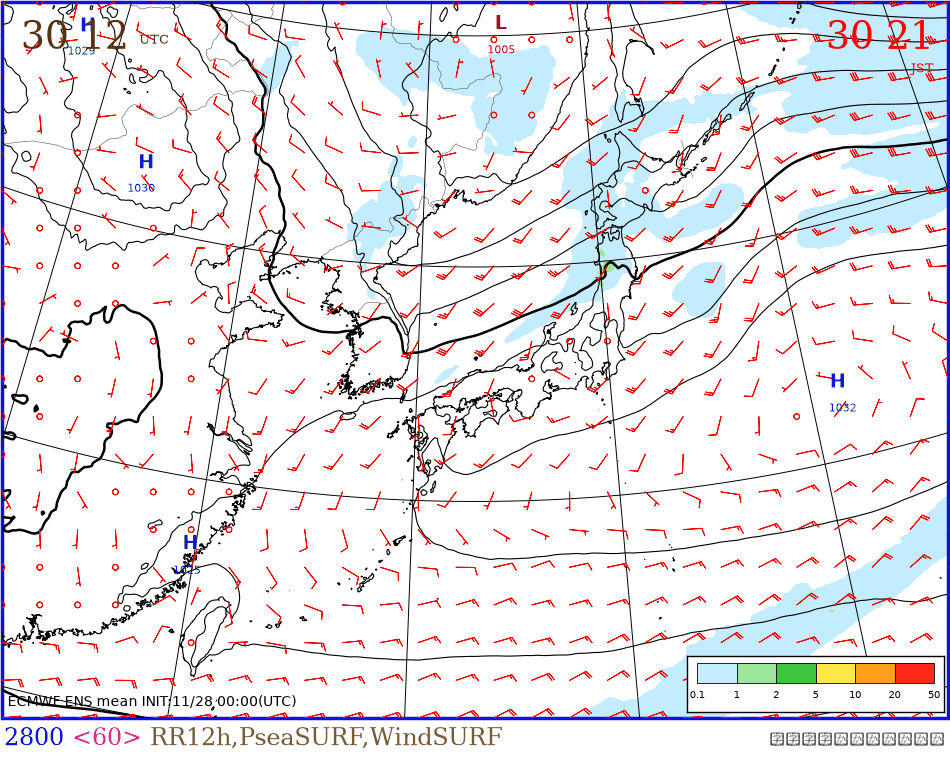 30 12 UTC
30 21
JST
H
1029
L
1005
H
1030
H
1032
H
ECMWF ENS mean INIT:11/28 00:00(UTC)
0.1 1 2 5 10 20 50
2800 <60> RR12h,PseaSURF,WindSURF